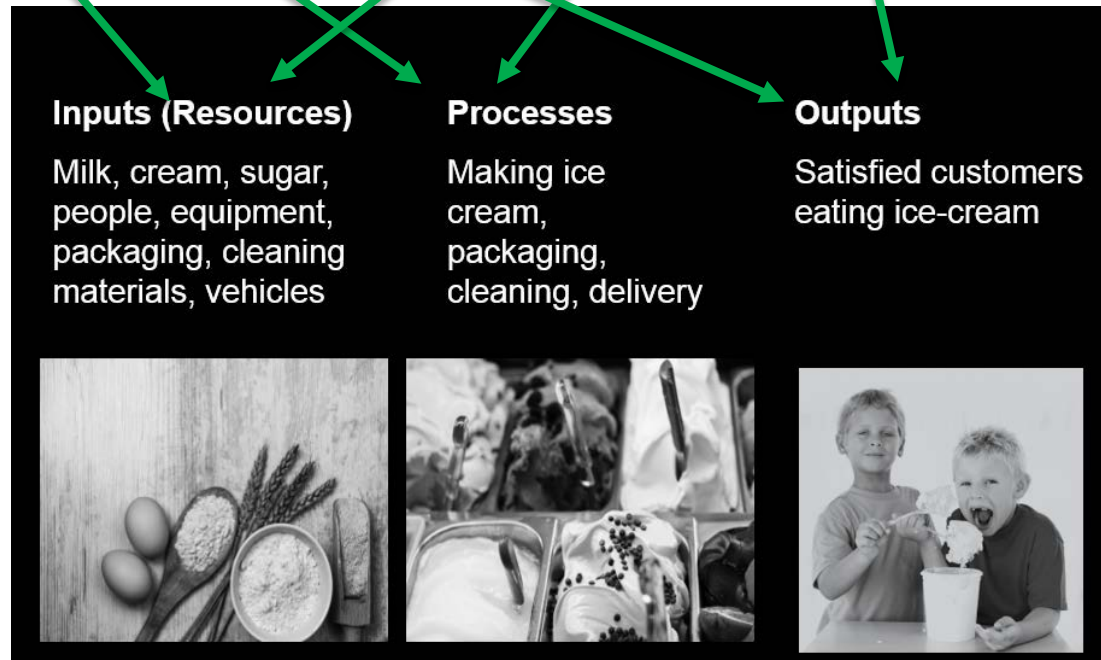 Inputs (Resources)
Milk, cream, sugar,
people, equipment,
packaging, cleaning
materials, vehicles
Processes
Making ice
cream,
packaging,
cleaning, delivery
Outputs
Satisfied customers
eating ice-cream